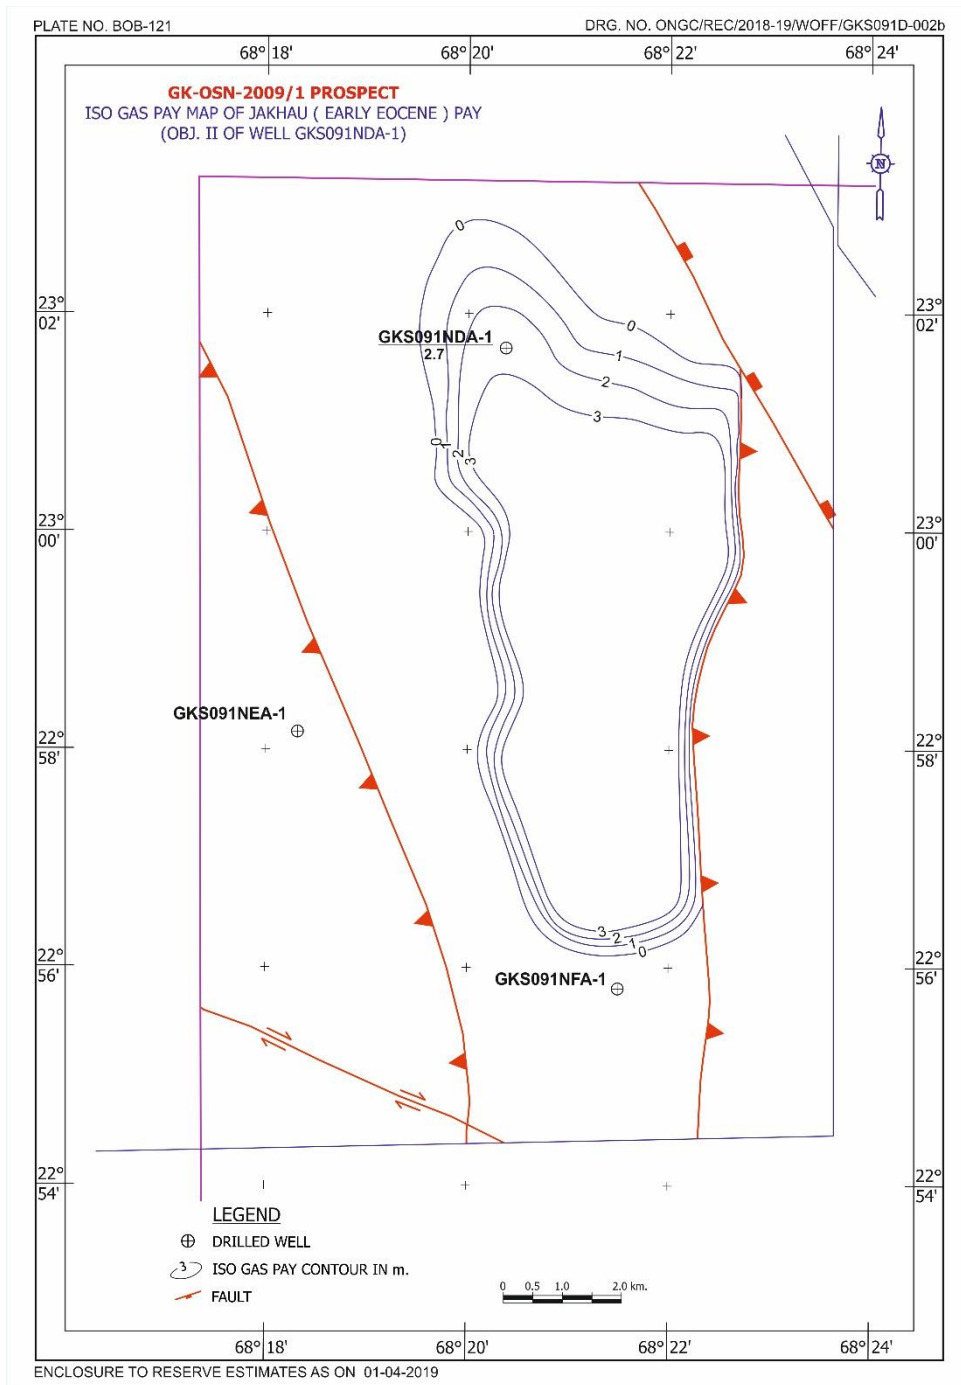 PLATE NO. BOB-121
DRG. NO. ONGC/REC/2018-19/WOFF/GKS091D-002b
68° 18' 68° 20' 68° 22' 68° 24'
GK-OSN-2009/1 PROSPECT
ISO GAS PAY MAP OF JAKHAU ( EARLY EOCENE ) PAY
(OBJ. II OF WELL GKS091NDA-1)
N
0
23°
02'
23°
02'
0
GKS091NDA-1
2.7
1
2
3
0
1
2
3
23°
00'
23°
00'
GKS091NEA-1
22°
58'
22°
58'
3
2
1
0
22°
56'
22°
56'
GKS091NFA-1
22°
54'
22°
54'
LEGEND
DRILLED WELL
3 ISO GAS PAY CONTOUR IN m.
FAULT
0 0.5 1.0 2.0 km.
68° 18' 68° 20' 68° 22' 68° 24'
ENCLOSURE TO RESERVE ESTIMATES AS ON 01-04-2019